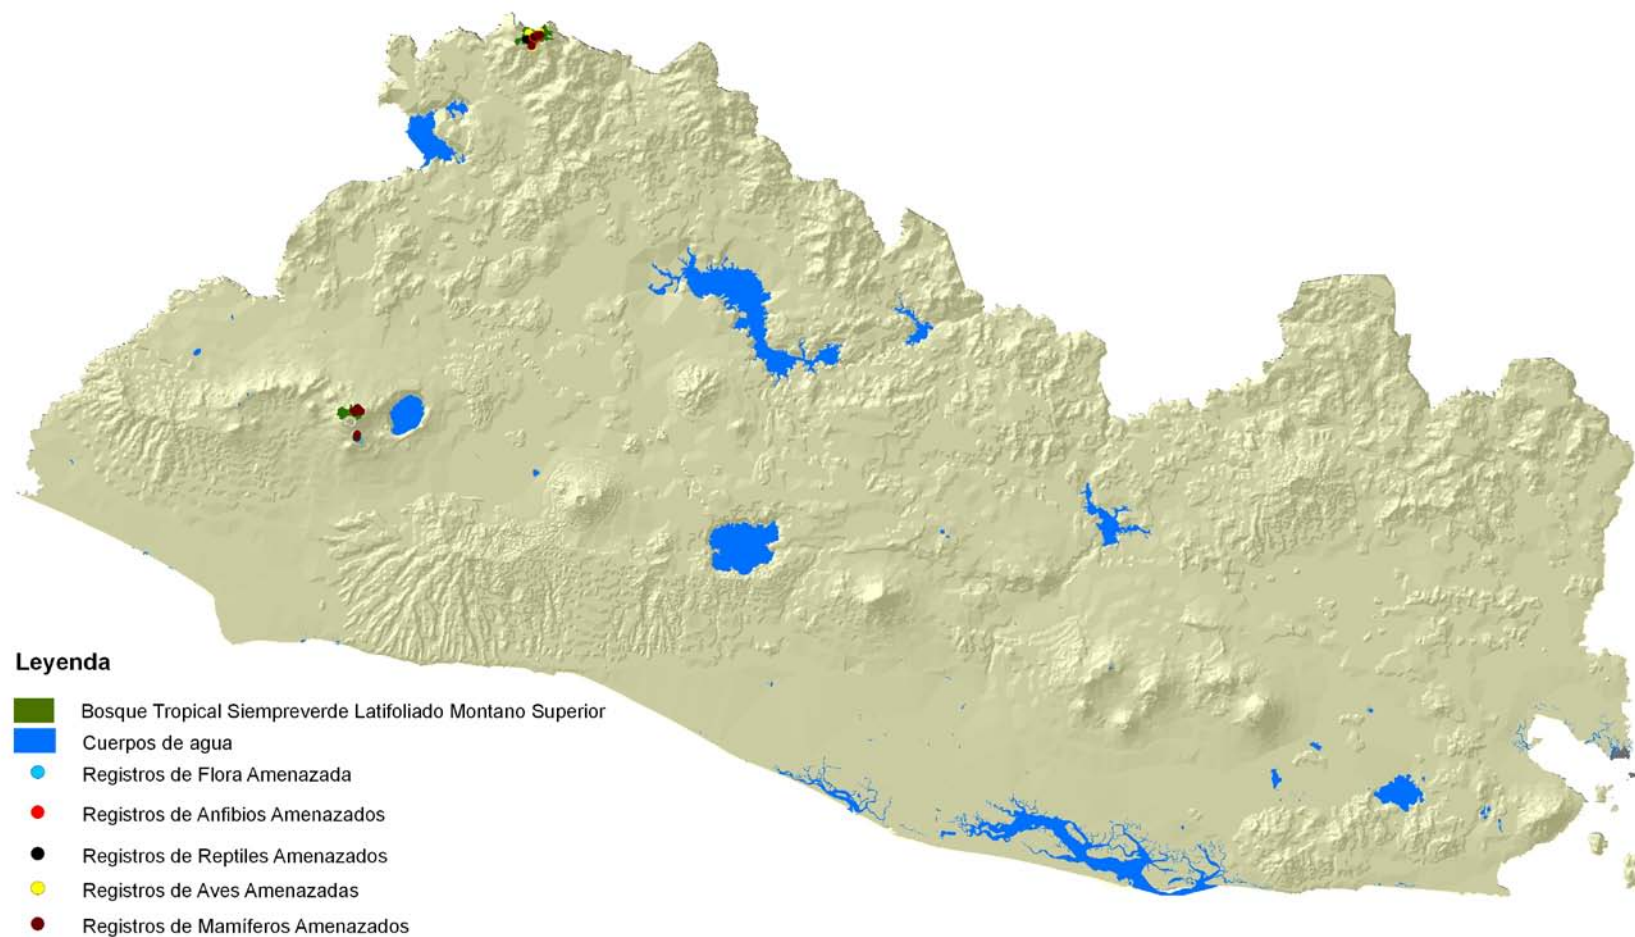 Leyenda
Bosque Tropical Siempreverde Latifoliado Montano Superior
Cuerpos de agua
Registros de Flora Amenazada
Registros de Anfibios Amenazados
Registros de Reptiles Amenazados
Registros de Aves Amenazadas
Registros de Mamíferos Amenazados